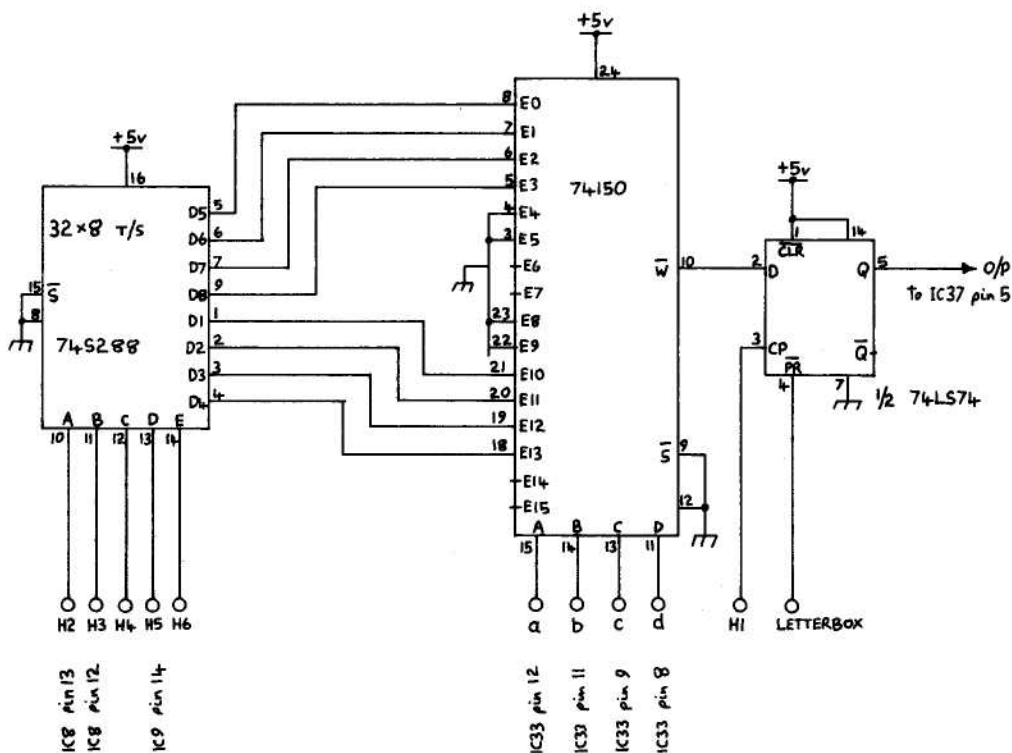 +5v
24
8 E0
7 E1
6 E2
5 E3
4 E4
3 E5
E6
E7
23 E8
22 E9
21 E10
20 E11
19 E12
18 E13
E14
E15
74150
W 10
S 9
12
A B C D
15 14 13 11
a b c d
IC33 pin 12
IC33 pin 11
IC33 pin 9
IC33 pin 8
+5v
16
32×8 T/S
74S288
15 S
8
D5 5
D6 6
D7 7
D8 9
D1 1
D2 2
D3 3
D4 4
A B C D E
10 11 12 13 14
H2 H3 H4 H5 H6
IC8 pin 13
IC8 pin 12
IC9 pin 14
+5v
1 14
CLR
2 D
Q 5
O/P
to IC37 pin 5
3 CP
Q
PR
4 7
1/2 74LS74
H1 LETTERBOX